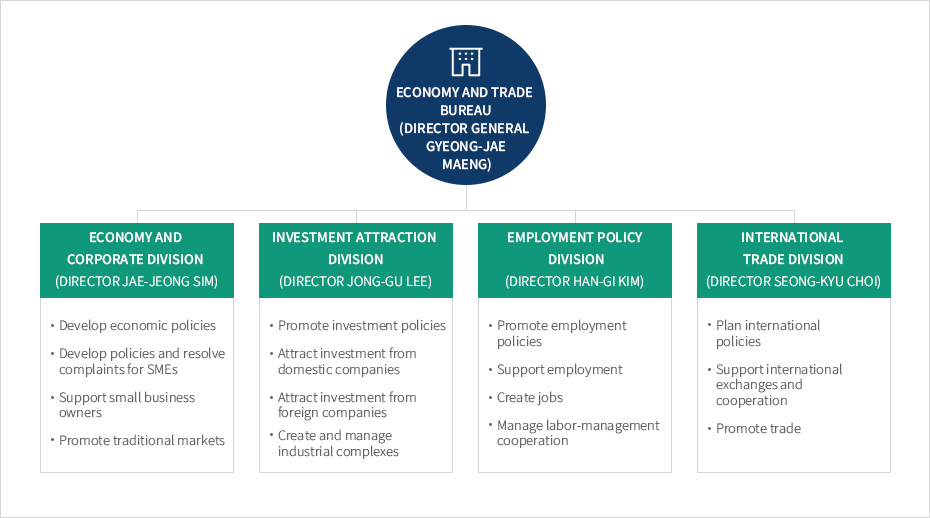 ECONOMY AND TRADE
BUREAU
(DIRECTOR GENERAL
GYEONG-JAE
MAENG)
ECONOMY AND
CORPORATE DIVISION
(DIRECTOR JAE-JEONG SIM)
• Develop economic policies
• Develop policies and resolve
complaints for SMEs
• Support small business
owners
• Promote traditional markets
INVESTMENT ATTRACTION
DIVISION
(DIRECTOR JONG-GU LEE)
• Promote investment policies
• Attract investment from
domestic companies
• Attract investment from
foreign companies
• Create and manage
industrial complexes
EMPLOYMENT POLICY
DIVISION
(DIRECTOR HAN-GI KIM)
• Promote employment
policies
• Support employment
• Create jobs
• Manage labor-management
cooperation
INTERNATIONAL
TRADE DIVISION
(DIRECTOR SEONG-KYU CHOI)
• Plan international
policies
• Support international
exchanges and
cooperation
• Promote trade